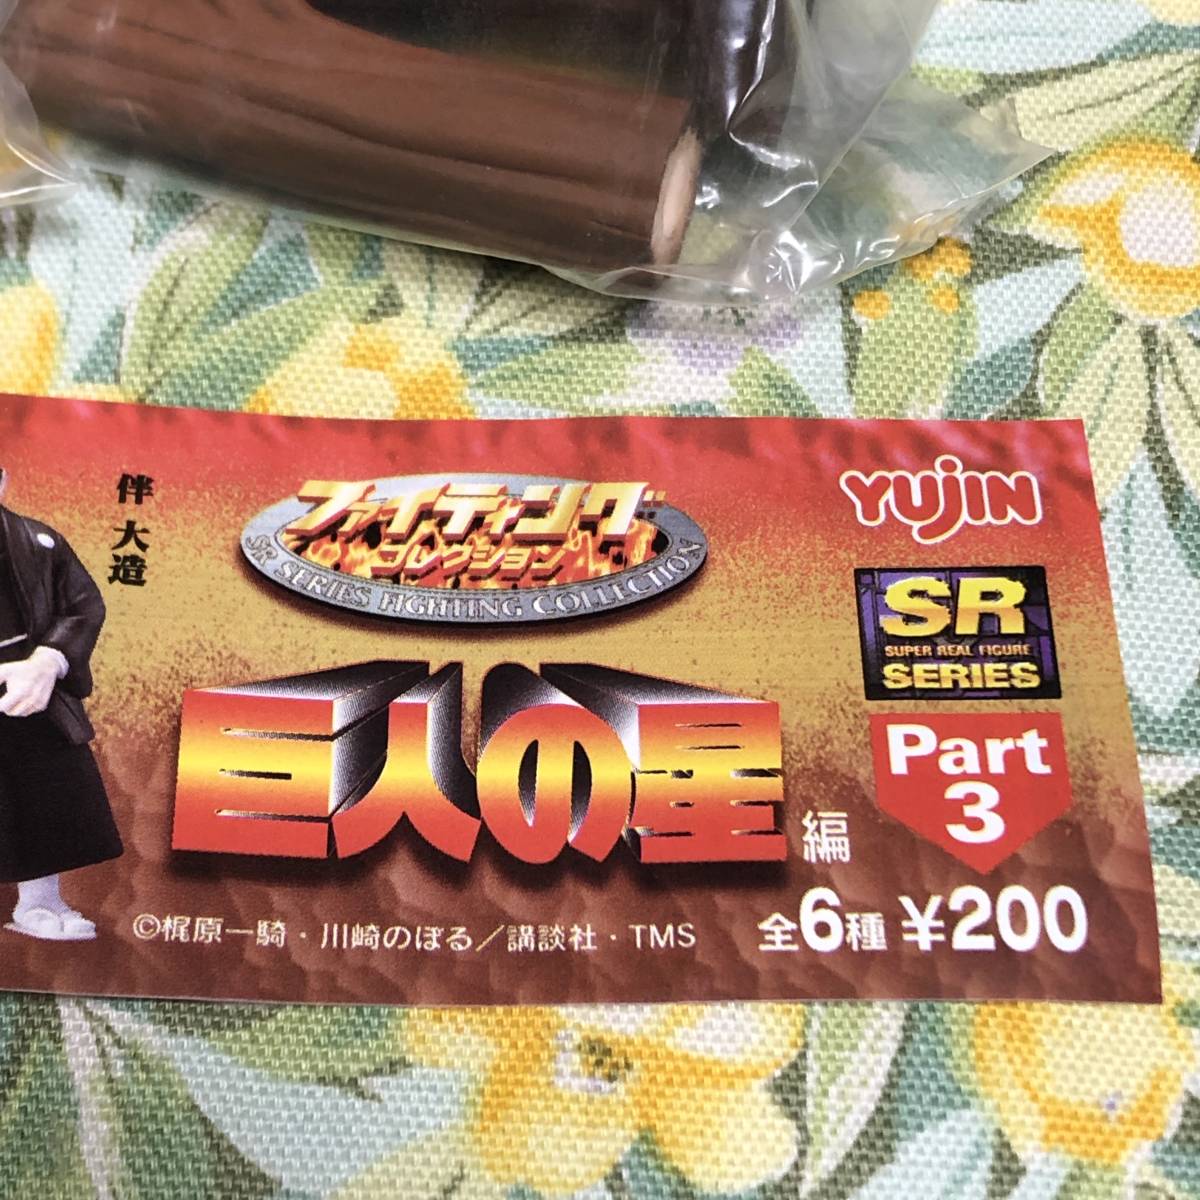 伴大造
ファイティング
コレクション
SR SERIES FIGHTING COLLECTION
YUJIN
SR
SUPER REAL FIGURE
SERIES
Part
3
巨人の星
編
©梶原一騎・川崎のぼる／講談社・TMS
全6種 ¥200